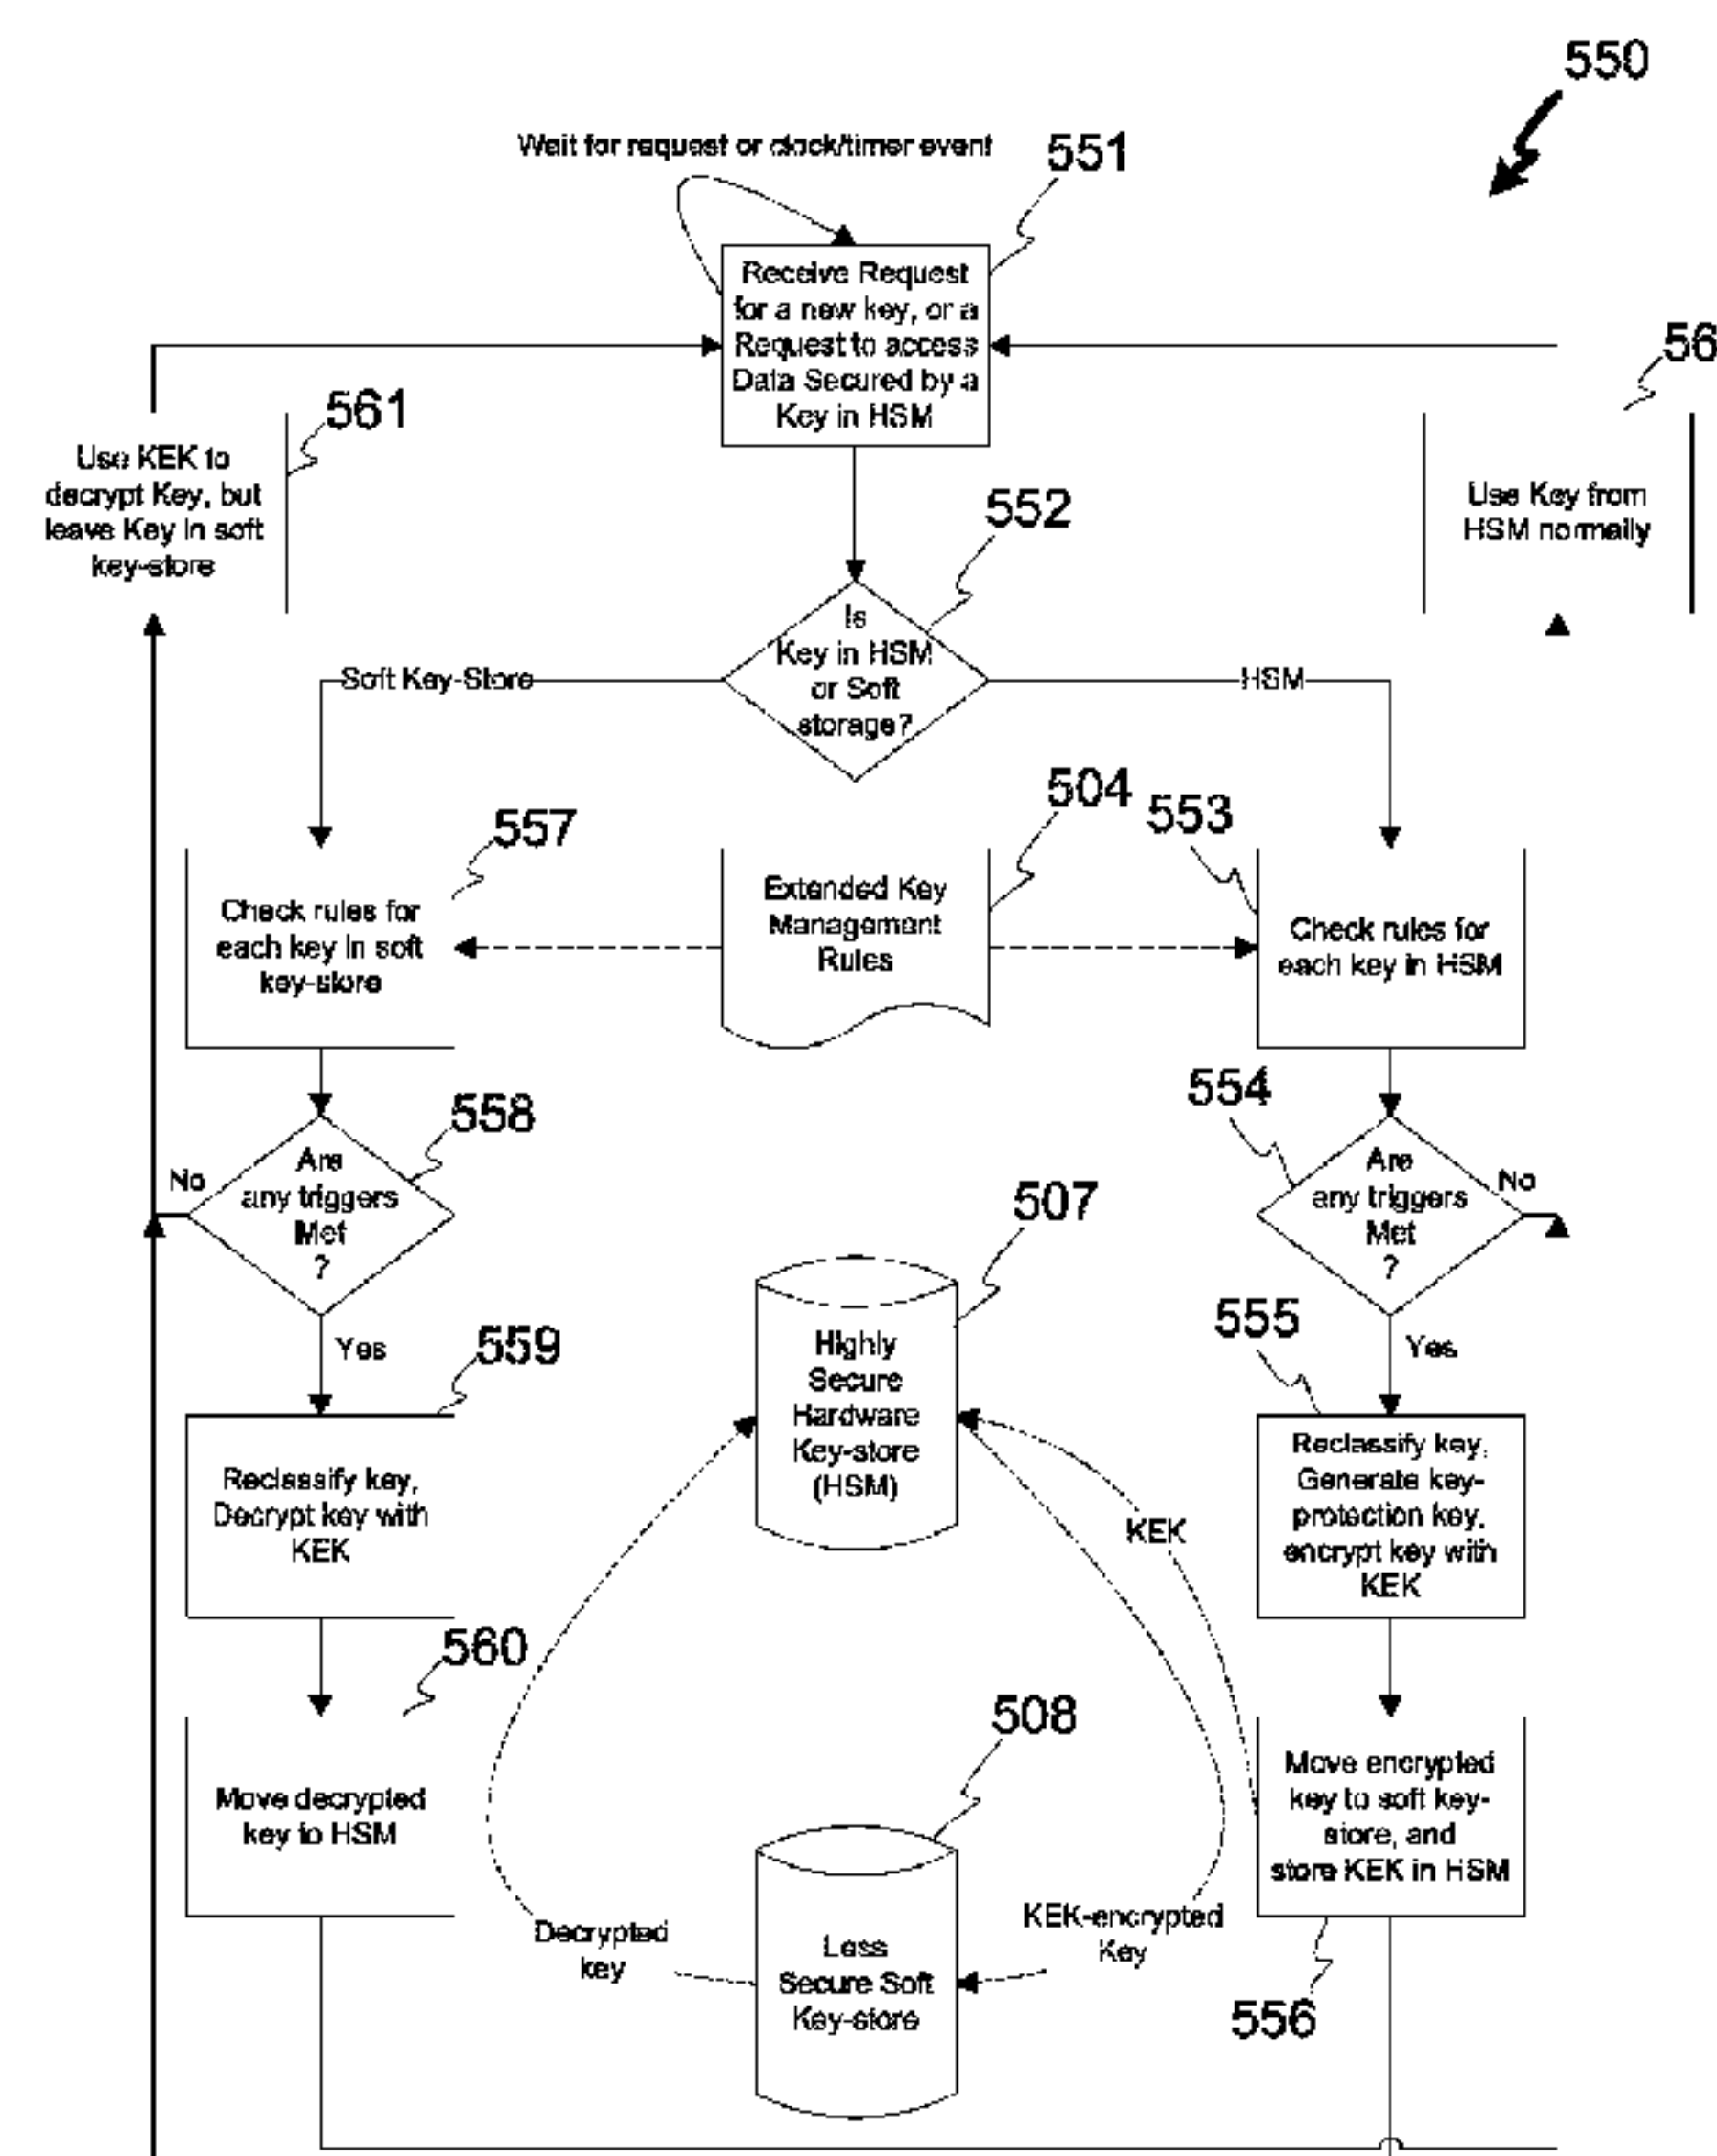 550
Wait for request or clock/timer event
551
Receive Request
for a new key, or a
Request to access
Data Secured by a
Key in HSM
56
561
Use KEK to
decrypt Key, but
leave Key in soft
key-store
Use Key from
HSM normally
552
Is
Key in HSM
or Soft
storage?
Soft Key-Store
HSM
504
553
557
Extended Key
Management
Rules
Check rules for
each key in soft
key-store
Check rules for
each key in HSM
554
558
Are
any triggers
Met
?
No
Are
any triggers
Met
?
No
507
555
559
Yes
Yes
Highly
Secure
Hardware
Key-store
(HSM)
Reclassify key,
Decrypt key with
KEK
Reclassify key,
Generate key-
protection key,
encrypt key with
KEK
KEK
560
508
Move decrypted
key to HSM
Move encrypted
key to soft key-
store, and
store KEK in HSM
Decrypted
key
KEK-encrypted
Key
Less
Secure Soft
Key-store
556